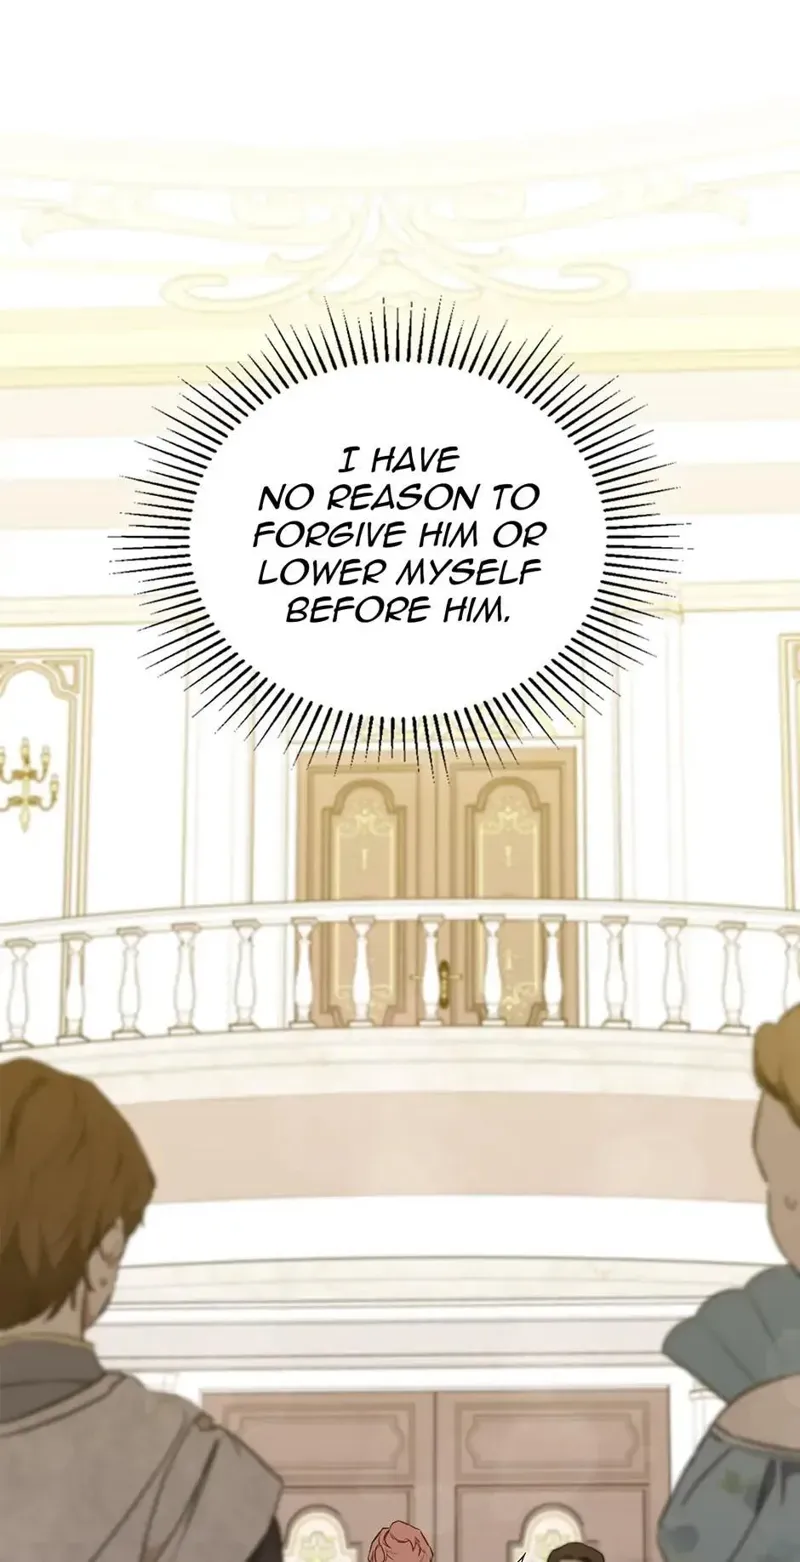 I HAVE
NO REASON TO
FORGIVE HIM OR
LOWER MYSELF
BEFORE HIM.